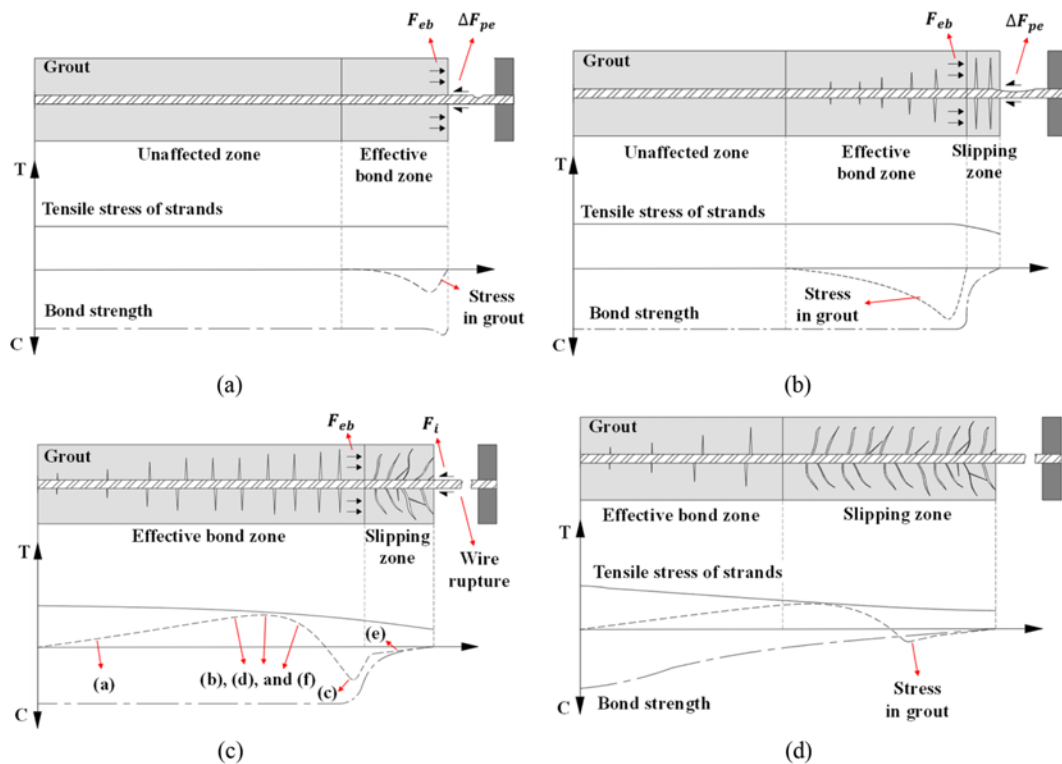 F_eb
ΔF_pe
Grout
Unaffected zone
Effective
bond zone
T
Tensile stress of strands
Stress
in grout
Bond strength
C
(a)
F_eb
ΔF_pe
Grout
Unaffected zone
Effective
bond zone
Slipping
zone
T
Tensile stress of strands
Stress
in grout
Bond strength
C
(b)
F_eb
F_i
Grout
Effective bond zone
Slipping
zone
Wire
rupture
T
(e)
(a)
(b), (d), and (f)
(c)
C
(c)
Grout
Effective bond zone
Slipping zone
T
Tensile stress of strands
Stress
in grout
C
Bond strength
(d)